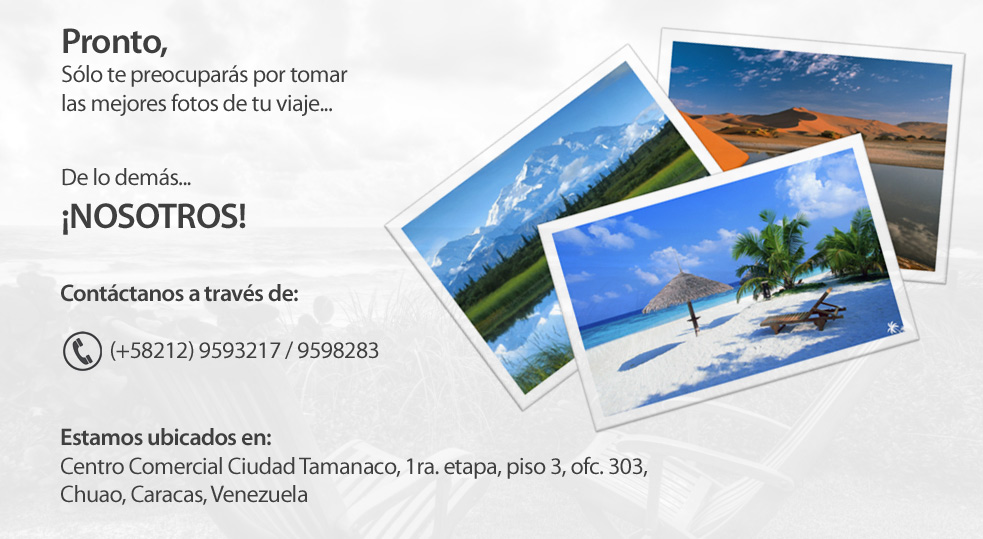 Pronto,
Sólo te preocuparás por tomar
las mejores fotos de tu viaje...
De lo demás...
¡NOSOTROS!
Contáctanos a través de:
(+58212) 9593217 / 9598283
Estamos ubicados en:
Centro Comercial Ciudad Tamanaco, 1ra. etapa, piso 3, ofc. 303,
Chuao, Caracas, Venezuela